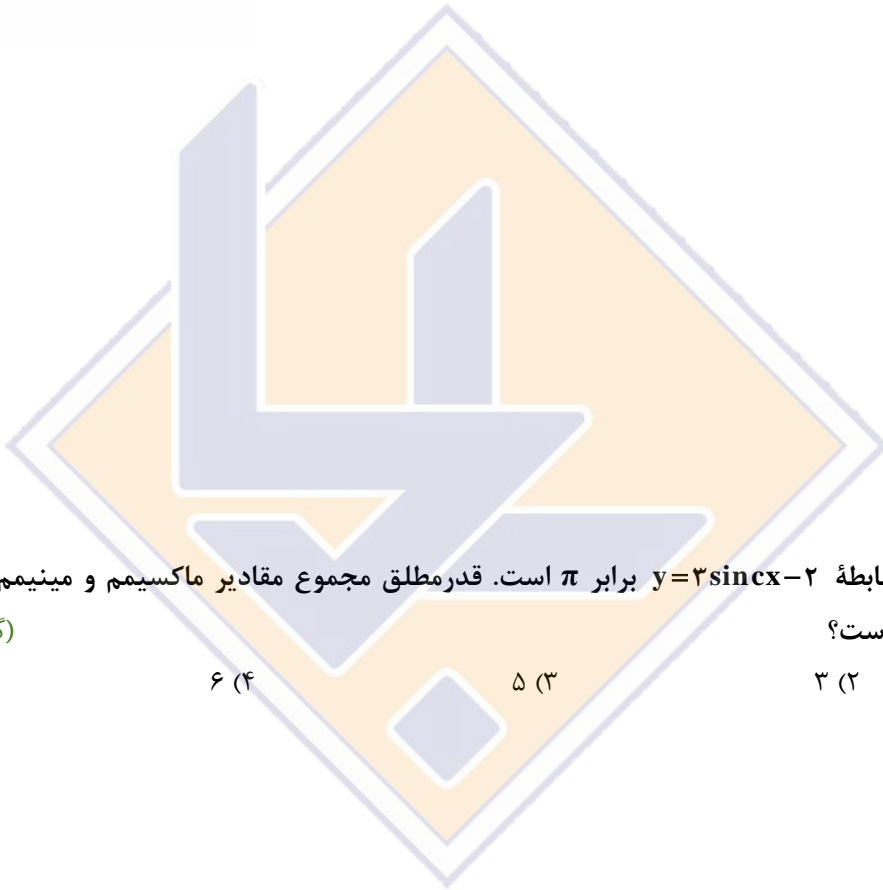 ابطهٔ y=۳sincx−۲ برابر π است. قدرمطلق مجموع مقادیر ماکسیمم و مینیمم
ست؟
۲) ۳ ۳) ۵ ۴) ۶